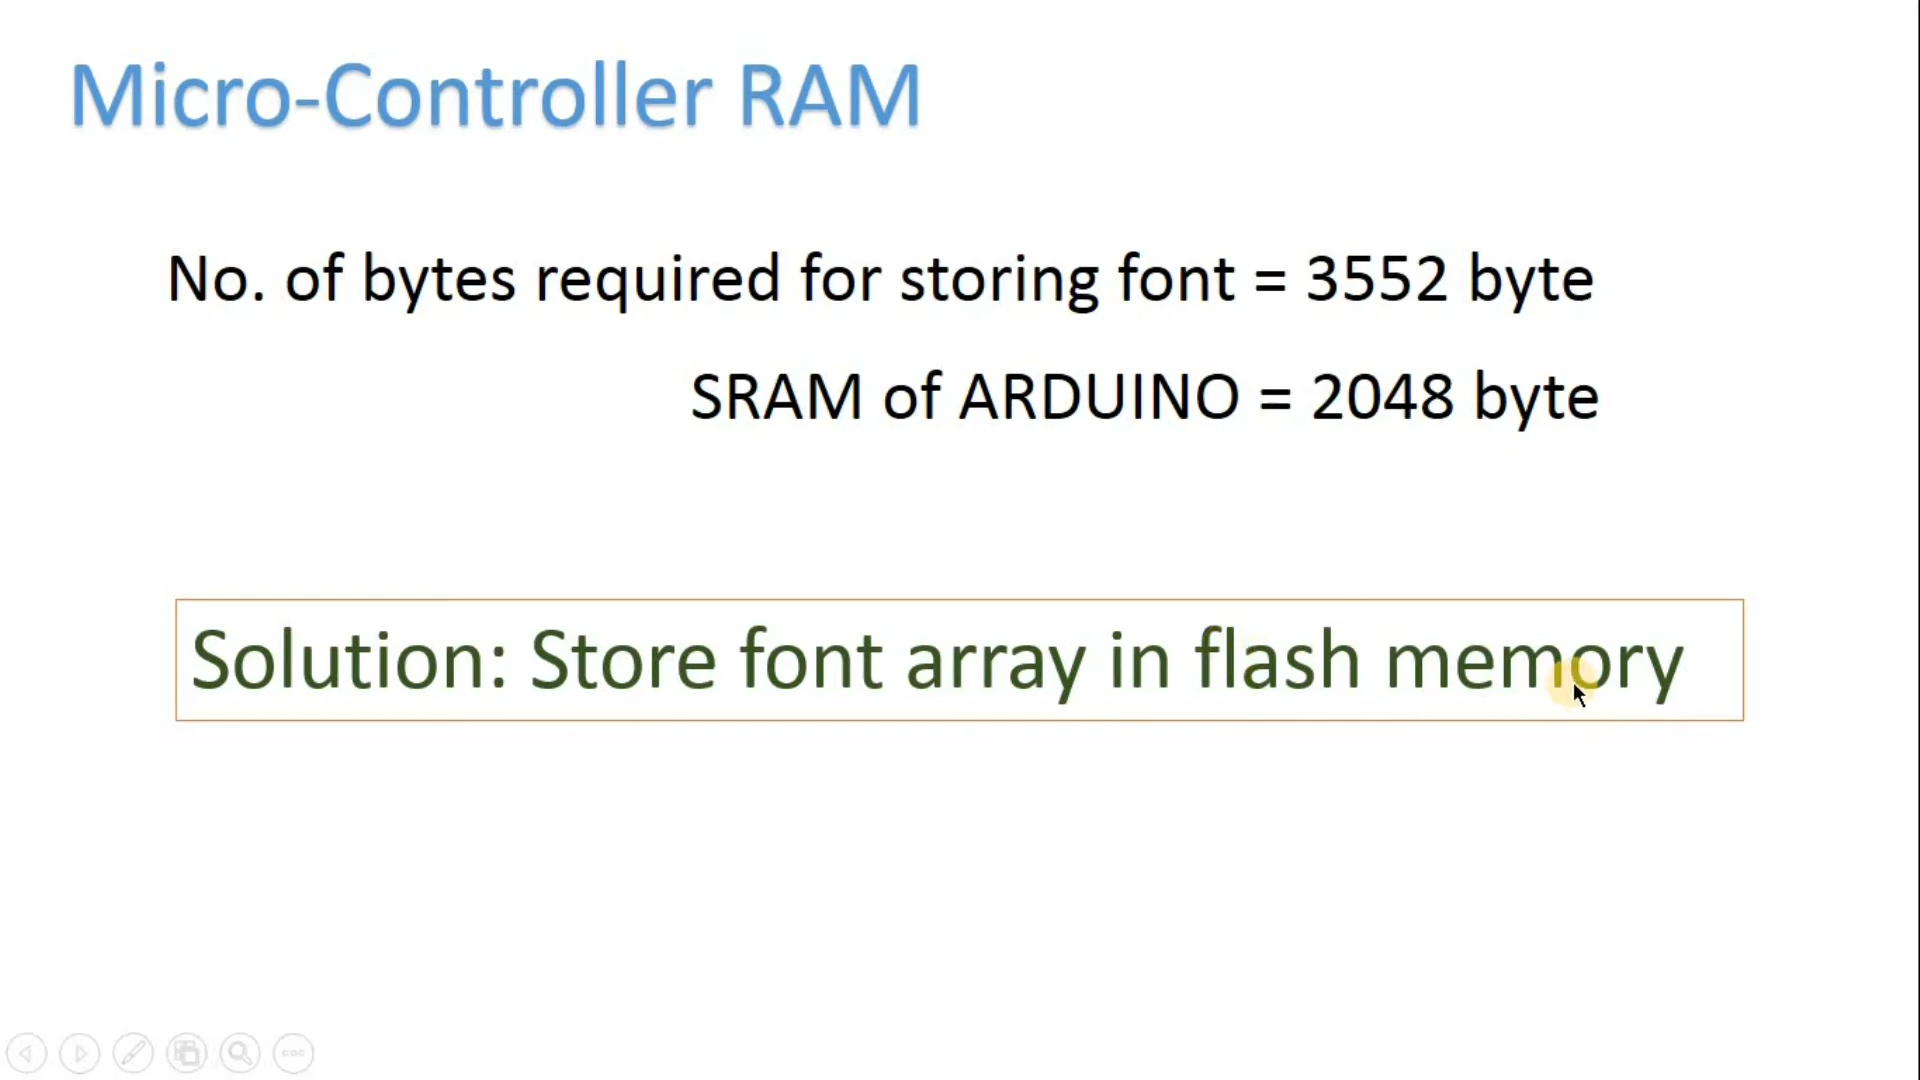 Micro-Controller RAM
No. of bytes required for storing font = 3552 byte
SRAM of ARDUINO = 2048 byte
Solution: Store font array in flash memory